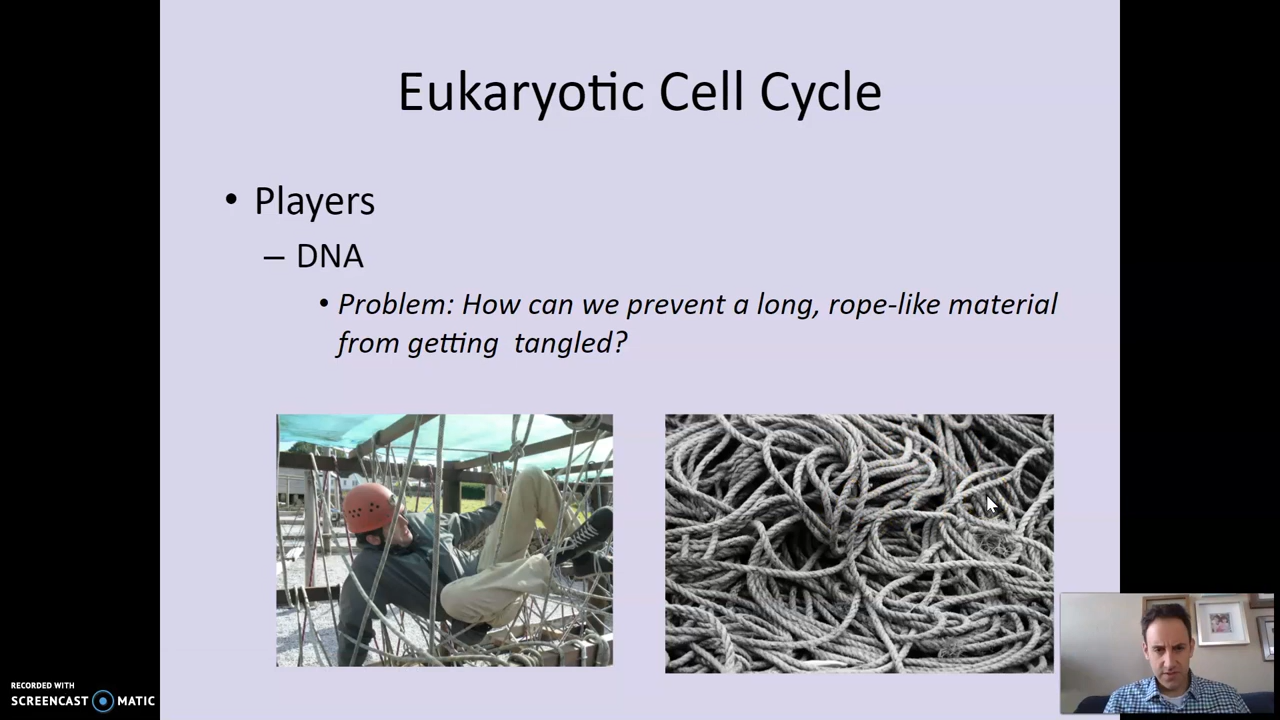 Eukaryotic Cell Cycle
• Players
– DNA
• Problem: How can we prevent a long, rope-like material
from getting tangled?
RECORDED WITH
SCREENCAST MATIC